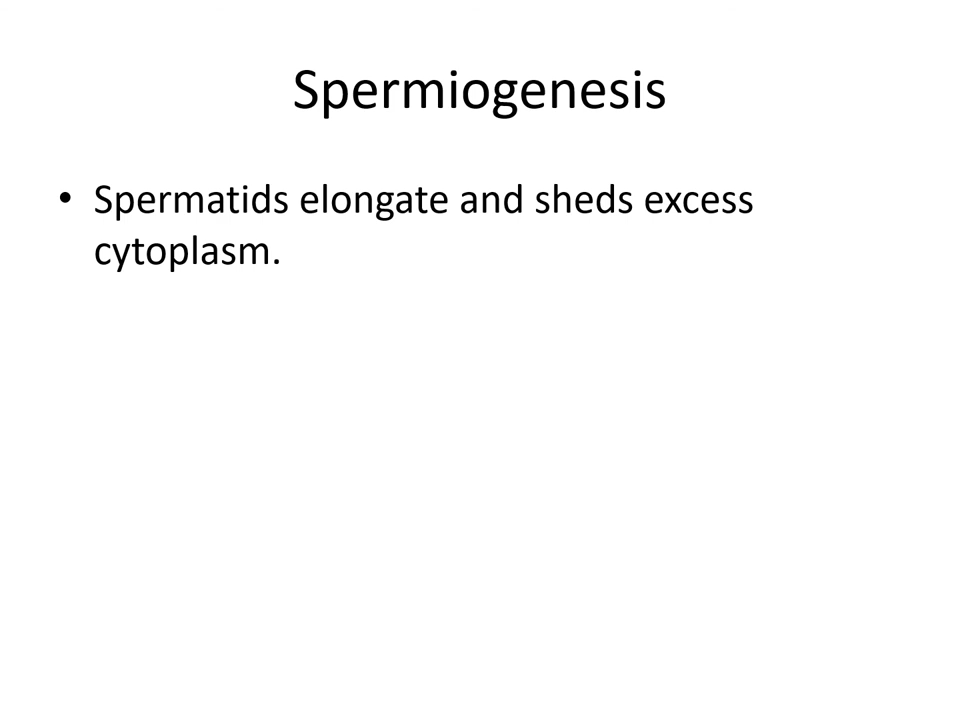 Spermiogenesis
• Spermatids elongate and sheds excess
cytoplasm.